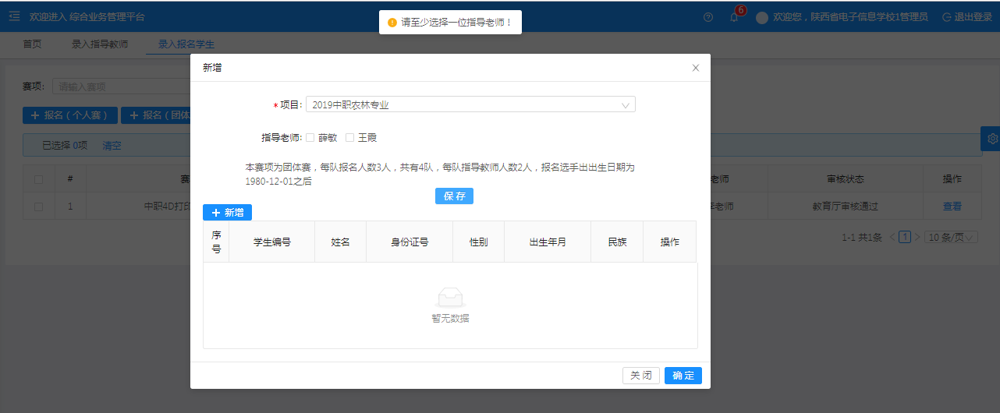 欢迎进入 综合业务管理平台
请至少选择一位指导老师！
6
欢迎您，陕西省电子信息学校1管理员
退出登录
首页
录入指导教师
录入报名学生
赛项:
请输入赛项
报名（个人赛）
报名（团体
已选择 0项 清空
#
赛
老师
审核状态
操作
1
中职4D打印
老师
教育厅审核通过
查看
1-1 共1条
1
10 条/页
新增
* 项目:
2019中职农林专业
指导老师:
薛敏
王霞
本赛项为团体赛，每队报名人数3人，共有4队，每队指导教师人数2人，报名选手出出生日期为
1980-12-01之后
保 存
新增
序
号
学生编号
姓名
身份证号
性别
出生年月
民族
操作
暂无数据
关 闭
确 定